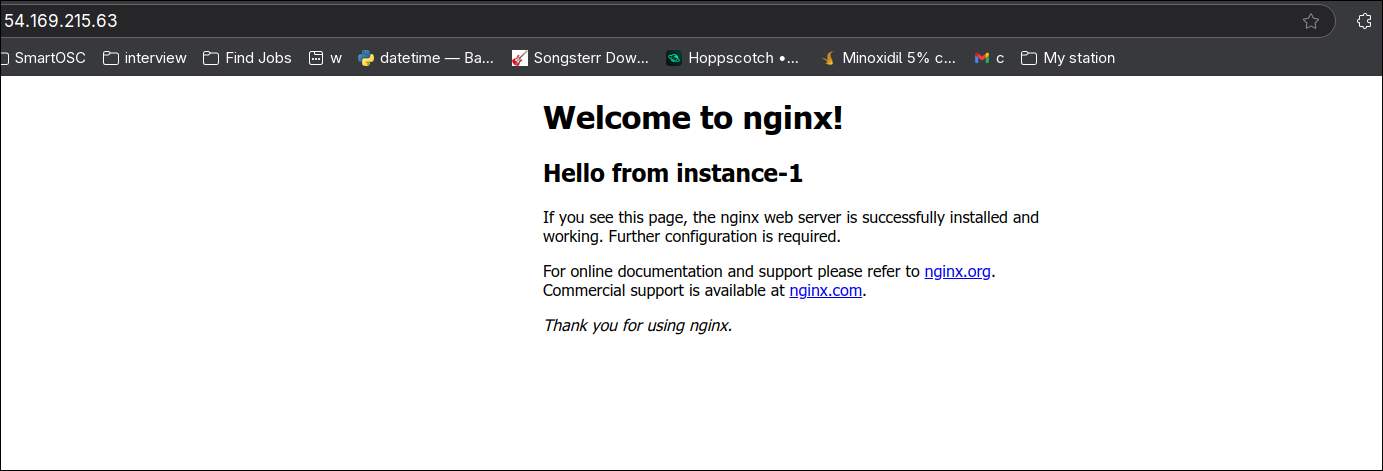 54.169.215.63
SmartOSC interview Find Jobs w datetime — Ba... Songsterr Dow... Hoppscotch •... Minoxidil 5% c... c My station
Welcome to nginx!
Hello from instance-1
If you see this page, the nginx web server is successfully installed and
working. Further configuration is required.
For online documentation and support please refer to nginx.org.
Commercial support is available at nginx.com.
Thank you for using nginx.